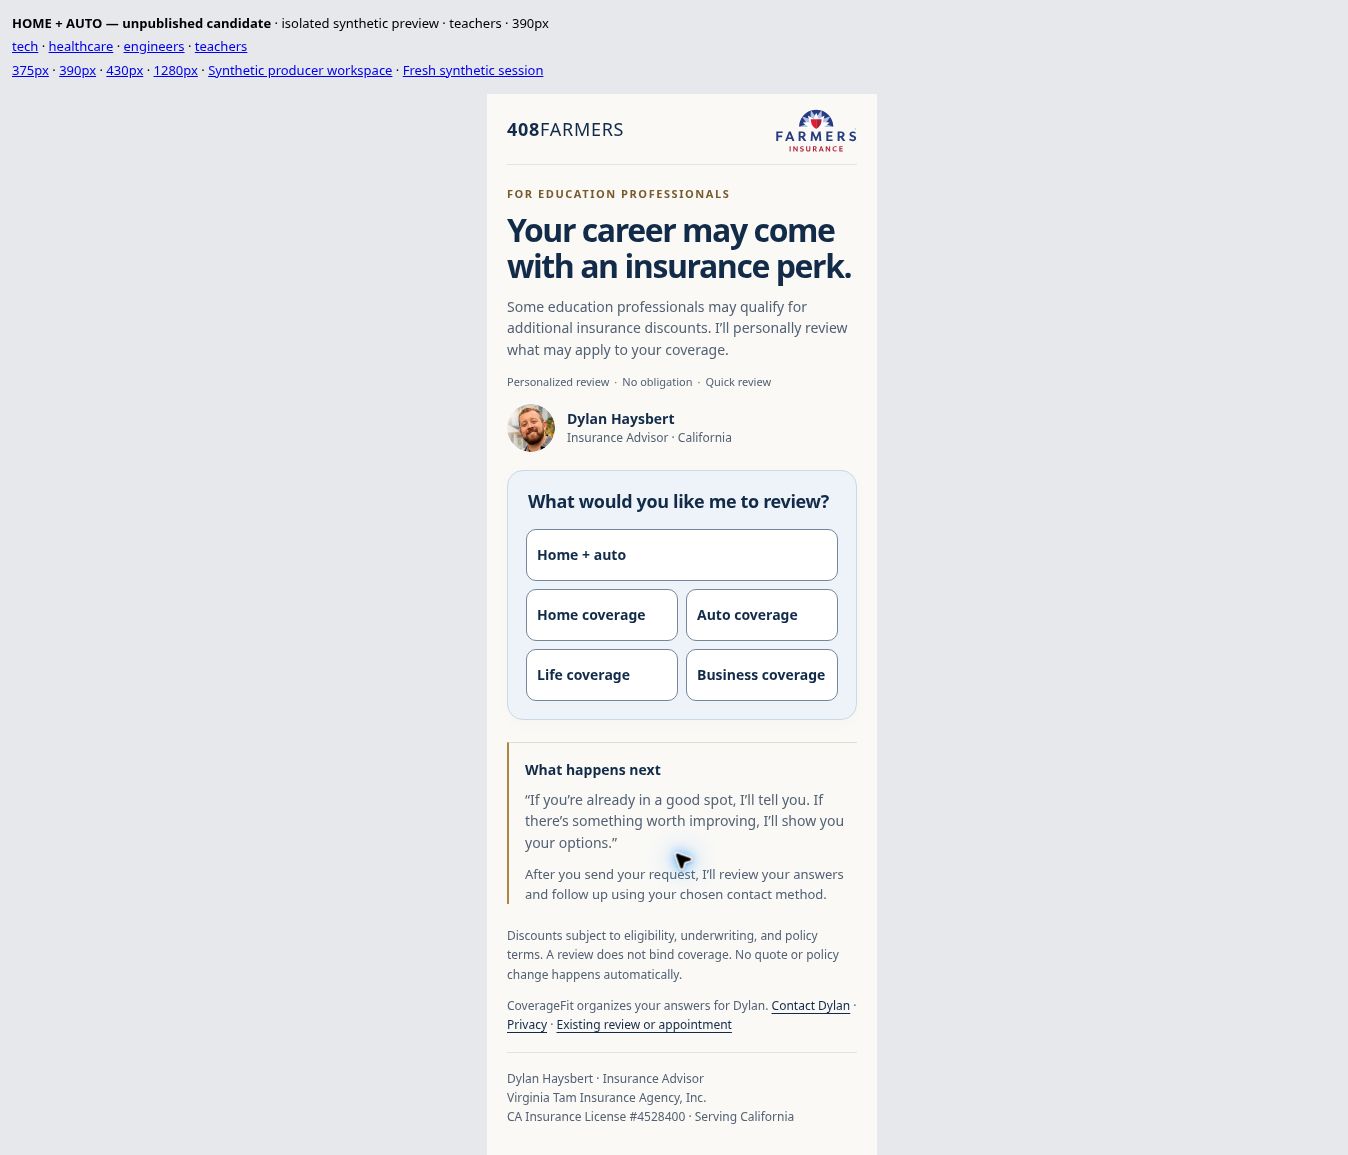 HOME + AUTO — unpublished candidate · isolated synthetic preview · teachers · 390px
tech · healthcare · engineers · teachers
375px · 390px · 430px · 1280px · Synthetic producer workspace · Fresh synthetic session
408FARMERS
FARMERS
INSURANCE
FOR EDUCATION PROFESSIONALS
Your career may come
with an insurance perk.
Some education professionals may qualify for
additional insurance discounts. I’ll personally review
what may apply to your coverage.
Personalized review · No obligation · Quick review
Dylan Haysbert
Insurance Advisor · California
What would you like me to review?
Home + auto
Home coverage
Auto coverage
Life coverage
Business coverage
What happens next
“If you’re already in a good spot, I’ll tell you. If
there’s something worth improving, I’ll show you
your options.”
After you send your request, I’ll review your answers
and follow up using your chosen contact method.
Discounts subject to eligibility, underwriting, and policy
terms. A review does not bind coverage. No quote or policy
change happens automatically.
CoverageFit organizes your answers for Dylan. Contact Dylan ·
Privacy · Existing review or appointment
Dylan Haysbert · Insurance Advisor
Virginia Tam Insurance Agency, Inc.
CA Insurance License #4528400 · Serving California